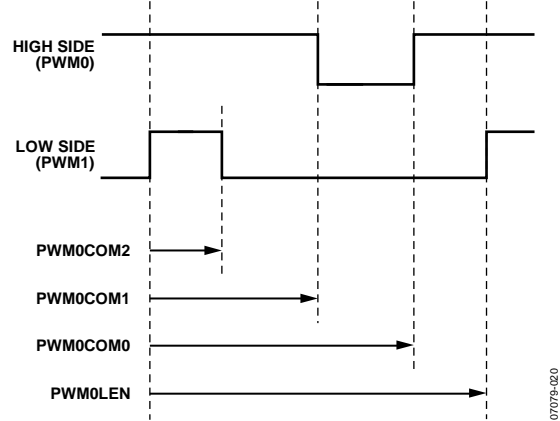 HIGH SIDE
(PWM0)
LOW SIDE
(PWM1)
PWM0COM2
PWM0COM1
PWM0COM0
PWM0LEN
07079-020